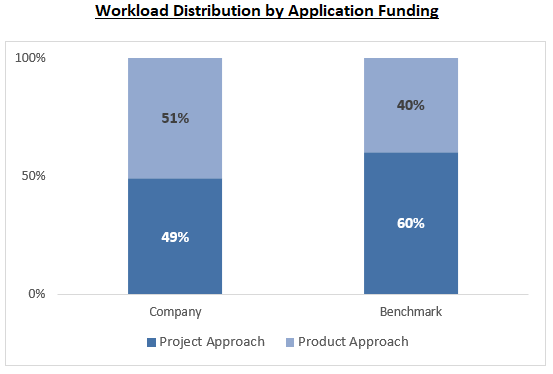 Workload Distribution by Application Funding
100%
51%
40%
50%
49%
60%
0%
Company
Benchmark
Project Approach
Product Approach